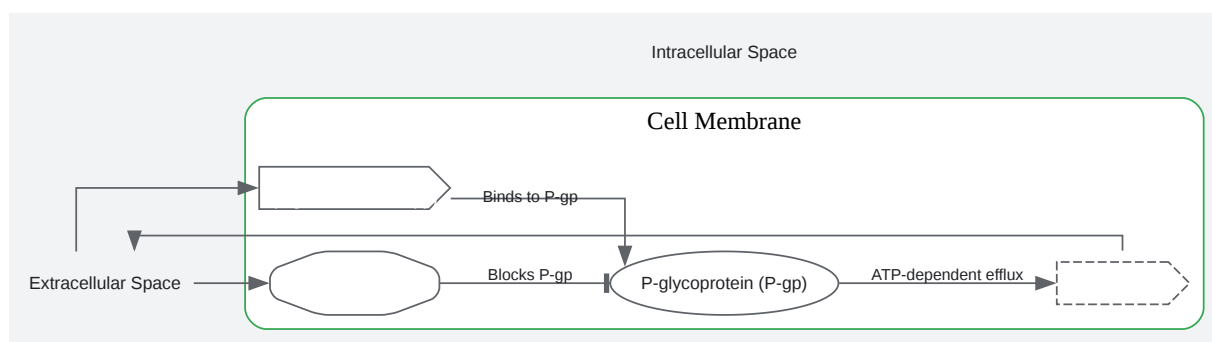 Intracellular Space
Cell Membrane
Binds to P-gp
Extracellular Space
Blocks P-gp
P-glycoprotein (P-gp)
ATP-dependent efflux